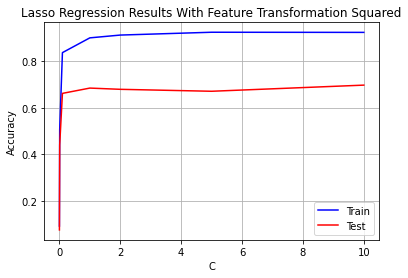 Lasso Regression Results With Feature Transformation Squared
0.8
0.6
0.4
0.2
Accuracy
0
2
4
6
8
10
C
Train
Test